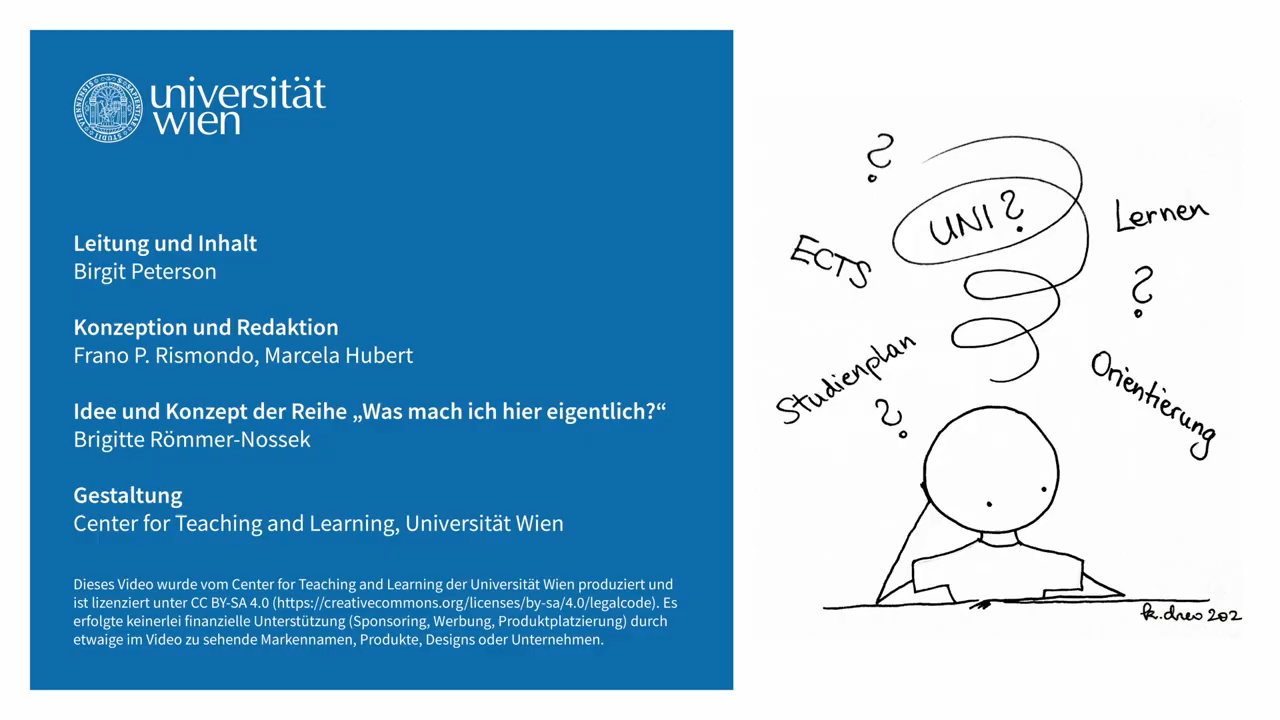 universität
wien
Leitung und Inhalt
Birgit Peterson
Konzeption und Redaktion
Frano P. Rismondo, Marcela Hubert
Idee und Konzept der Reihe „Was mach ich hier eigentlich?“
Brigitte Römmer-Nossek
Gestaltung
Center for Teaching and Learning, Universität Wien
Dieses Video wurde vom Center for Teaching and Learning der Universität Wien produziert und
ist lizenziert unter CC BY-SA 4.0 (https://creativecommons.org/licenses/by-sa/4.0/legalcode). Es
erfolgte keinerlei finanzielle Unterstützung (Sponsoring, Werbung, Produktplatzierung) durch
etwaige im Video zu sehende Markennamen, Produkte, Designs oder Unternehmen.
?
UNI?
Lernen
ECTS
?
Studienplan
?
Orientierung